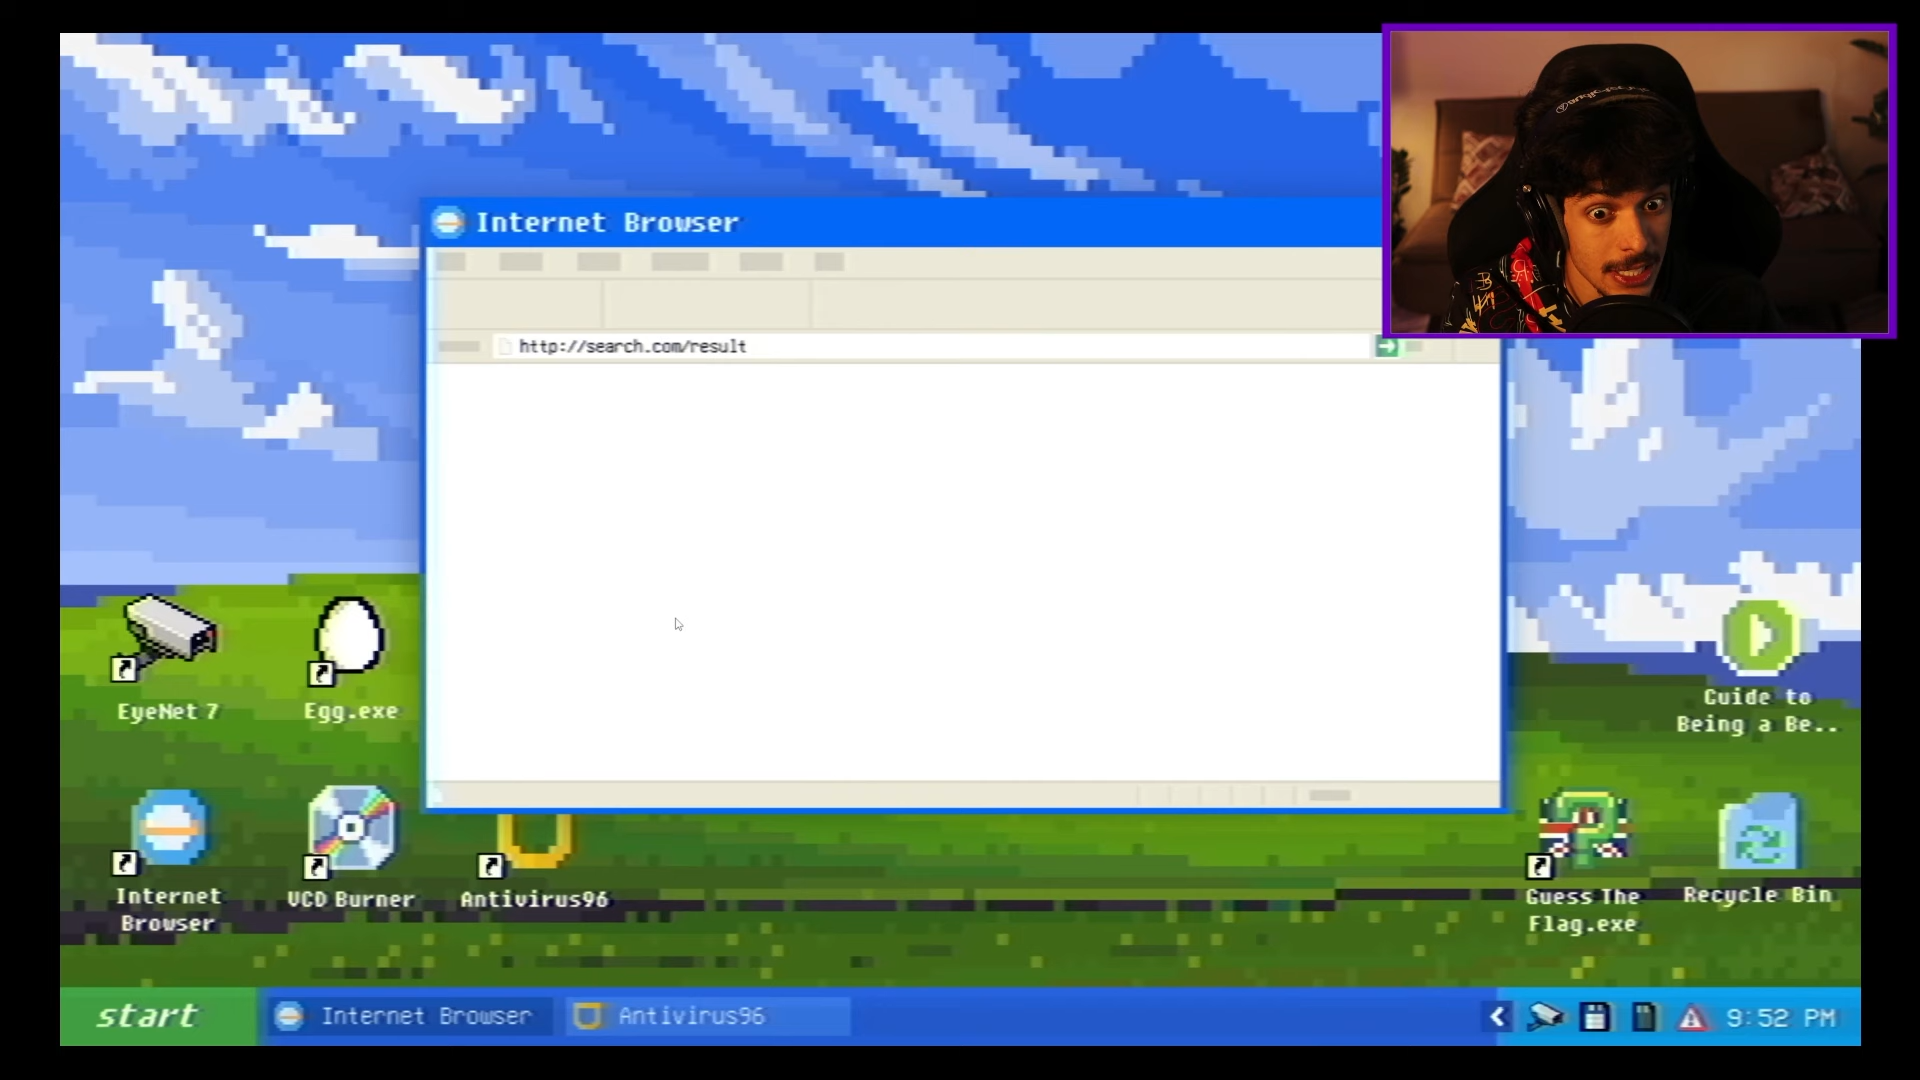 Internet Browser
http://search.com/result
EyeNet 7
Egg.exe
Guide to
Being a Be..
Internet
Browser
VCD Burner
Antivirus96
Guess The
Flag.exe
Recycle Bin
start
Internet Browser
Antivirus96
9:52 PM